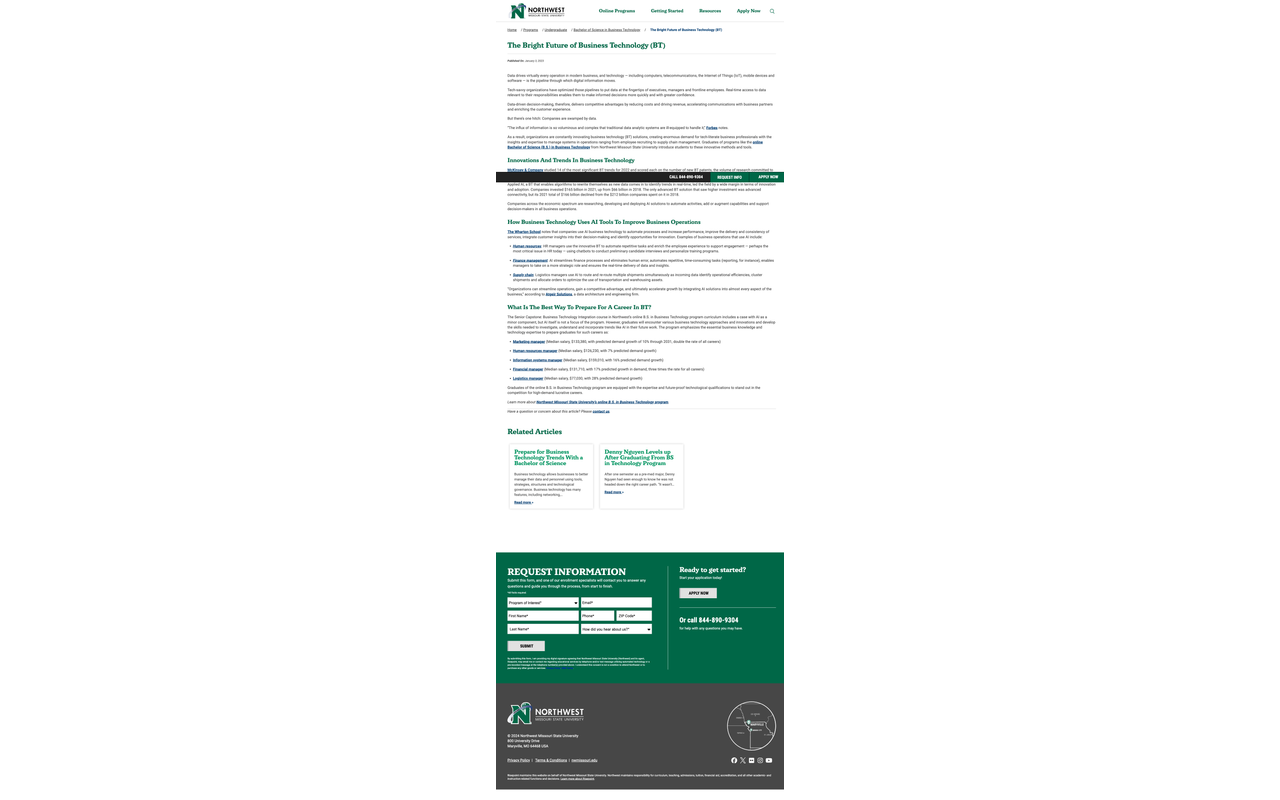 NORTHWEST
MISSOURI STATE UNIVERSITY
Online Programs
Getting Started
Resources
Apply Now
Home / Programs / Undergraduate / Bachelor of Science in Business Technology / The Bright Future of Business Technology (BT)
The Bright Future of Business Technology (BT)
Published On: January 3, 2023
Data drives virtually every operation in modern business, and technology — including computers, telecommunications, the Internet of Things (IoT), mobile devices and
software — is the pipeline through which digital information moves.
Tech-savvy organizations have optimized those pipelines to put data at the fingertips of executives, managers and frontline employees. Real-time access to data
relevant to their responsibilities enables them to make informed decisions more quickly and with greater confidence.
Data-driven decision-making, therefore, delivers competitive advantages by reducing costs and driving revenue, accelerating communications with business partners
and enriching the customer experience.
But there's one hitch: Companies are swamped by data.
"The influx of information is so voluminous and complex that traditional data analytic systems are ill-equipped to handle it," Forbes notes.
As a result, organizations are constantly innovating business technology (BT) solutions, creating enormous demand for tech-literate business professionals with the
insights and expertise to manage systems in operations ranging from employee recruiting to supply chain management. Graduates of programs like the online
Bachelor of Science (B.S.) in Business Technology from Northwest Missouri State University introduce students to these innovative methods and tools.
Innovations And Trends In Business Technology
McKinsey & Company studied 14 of the most significant BT trends for 2022 and scored each on the number of new BT patents, the volume of research committed to
CALL 844-890-9304
REQUEST INFO
APPLY NOW
Applied AI, a BT that enables algorithms to rewrite themselves as new data comes in to identify trends in real-time, led the field by a wide margin in terms of innovation
and adoption. Companies invested $165 billion in 2021, up from $66 billion in 2018. The only advanced BT solution that saw higher investment was advanced
connectivity, but its 2021 total of $166 billion declined from the $212 billion companies spent on it in 2018.
Companies across the economic spectrum are researching, developing and deploying AI solutions to automate activities, add or augment capabilities and support
decision-makers in all business operations.
How Business Technology Uses AI Tools To Improve Business Operations
The Wharton School notes that companies use AI business technology to automate processes and increase performance, improve the delivery and consistency of
services, integrate customer insights into their decision-making and identify opportunities for innovation. Examples of business operations that use AI include:
• Human resources: HR managers use the innovative BT to automate repetitive tasks and enrich the employee experience to support engagement — perhaps the
most critical issue in HR today — using chatbots to conduct preliminary candidate interviews and personalize training programs.
• Finance management: AI streamlines finance processes and eliminates human error, automates repetitive, time-consuming tasks (reporting, for instance), enables
managers to take on a more strategic role and ensures the real-time delivery of data and insights.
• Supply chain: Logistics managers use AI to route and re-route multiple shipments simultaneously as incoming data identify operational efficiencies, cluster
shipments and allocate orders to optimize the use of transportation and warehousing assets.
"Organizations can streamline operations, gain a competitive advantage, and ultimately accelerate growth by integrating AI solutions into almost every aspect of the
business," according to Argee Solutions, a data architecture and engineering firm.
What Is The Best Way To Prepare For A Career In BT?
The Senior Capstone: Business Technology Integration course in Northwest's online B.S. in Business Technology program curriculum includes a case with AI as a
minor component, but AI itself is not a focus of the program. However, graduates will encounter various business technology approaches and innovations and develop
the skills needed to investigate, understand and incorporate trends like AI in their future work. The program emphasizes the essential business knowledge and
technology expertise to prepare graduates for such careers as:
• Marketing manager (Median salary, $133,380, with predicted demand growth of 10% through 2031, double the rate of all careers)
• Human resources manager (Median salary, $126,230, with 7% predicted demand growth)
• Information systems manager (Median salary, $159,010, with 16% predicted demand growth)
• Financial manager (Median salary, $131,710, with 17% predicted growth in demand, three times the rate for all careers)
• Logistics manager (Median salary, $77,030, with 28% predicted demand growth)
Graduates of the online B.S. in Business Technology program are equipped with the expertise and future-proof technological qualifications to stand out in the
competition for high-demand lucrative careers.
Learn more about Northwest Missouri State University's online B.S. in Business Technology program.
Have a question or concern about this article? Please contact us.
Related Articles
Prepare for Business
Technology Trends With a
Bachelor of Science
Business technology allows businesses to better
manage their data and personnel using tools,
strategies, structures and technological
governance. Business technology has many
features, including networking...
Read more >
Denny Nguyen Levels up
After Graduating From BS
in Technology Program
After one semester as a pre-med major, Denny
Nguyen had seen enough to know he was not
headed down the right career path. "It wasn't...
Read more >
REQUEST INFORMATION
Submit this form, and one of our enrollment specialists will contact you to answer any
questions and guide you through the process, from start to finish.
*All fields required.
Program of Interest*
Email*
First Name*
Phone*
ZIP Code*
Last Name*
How did you hear about us?*
SUBMIT
Ready to get started?
Start your application today!
APPLY NOW
Or call 844-890-9304
for help with any questions you may have.
NORTHWEST
MISSOURI STATE UNIVERSITY
© 2024 Northwest Missouri State University
800 University Drive
Maryville, MO 64468 USA
Privacy Policy | Terms & Conditions | nwmissouri.edu